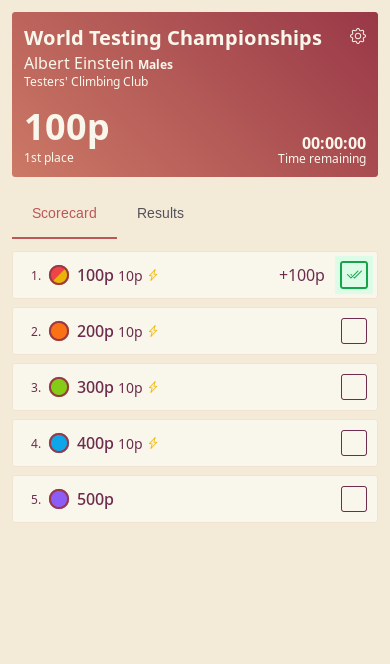 World Testing Championships
Albert Einstein Males
Testers' Climbing Club
100p
1st place
00:00:00
Time remaining
Scorecard Results
1. 100p 10p +100p
2. 200p 10p
3. 300p 10p
4. 400p 10p
5. 500p